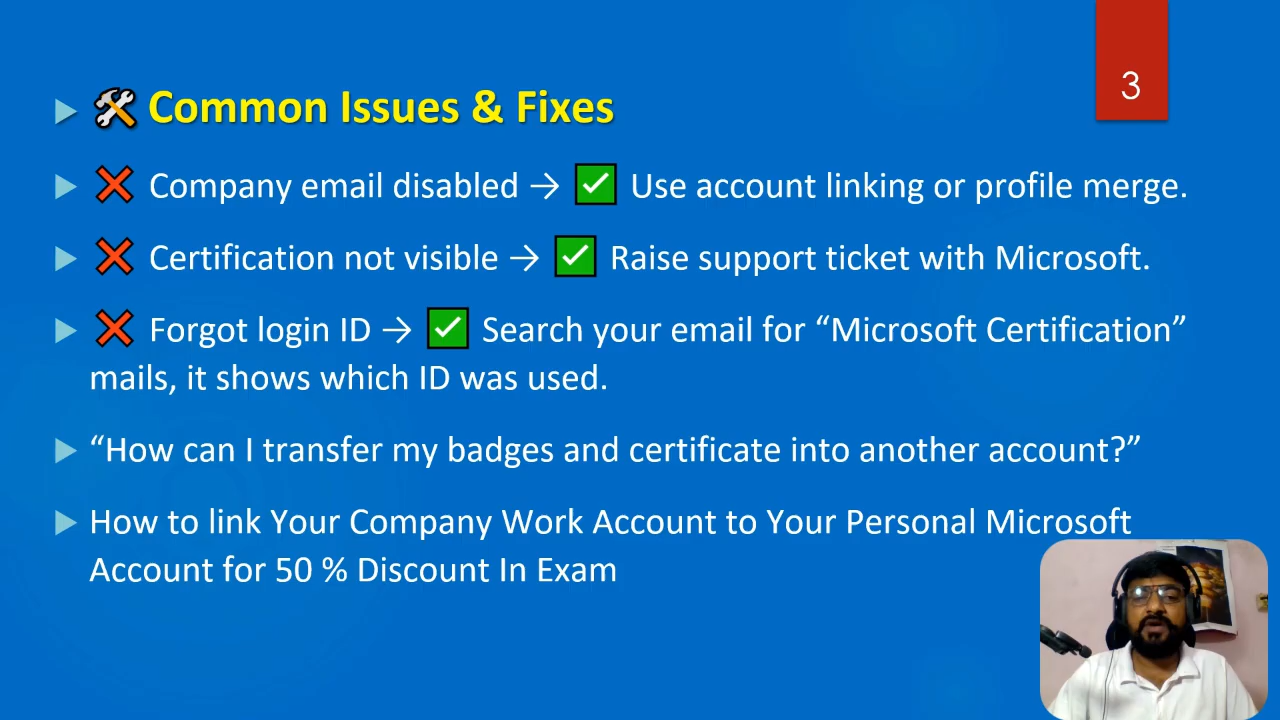 3
🛠 Common Issues & Fixes
❌ Company email disabled → ✅ Use account linking or profile merge.
❌ Certification not visible → ✅ Raise support ticket with Microsoft.
❌ Forgot login ID → ✅ Search your email for “Microsoft Certification”
mails, it shows which ID was used.
“How can I transfer my badges and certificate into another account?”
How to link Your Company Work Account to Your Personal Microsoft
Account for 50 % Discount In Exam